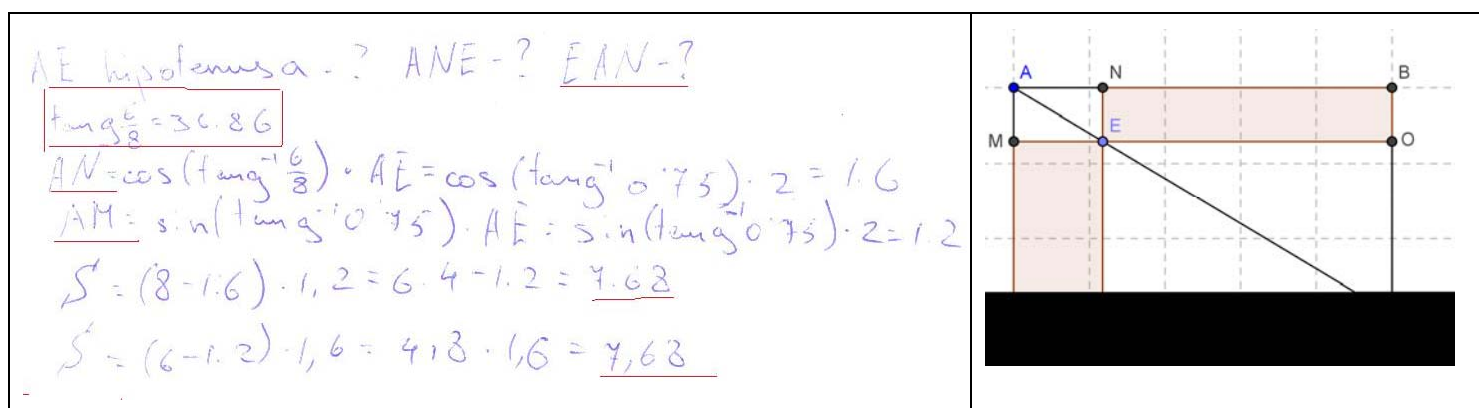 AE hipotenusa - ? ANE - ? EAN - ?
tang 6/8 = 36.86
AN = cos(tang⁻¹ 6/8) · AE = cos(tang⁻¹ 0'75) · 2 = 1.6
AM = sin(tang⁻¹ 0'75) · AE = sin(tang⁻¹ 0'75) · 2 = 1.2
S = (8 - 1.6) · 1,2 = 6.4 - 1.2 = 7.68
S = (6 - 1.2) · 1,6 = 4,8 · 1,6 = 7,68
A N B
M E O